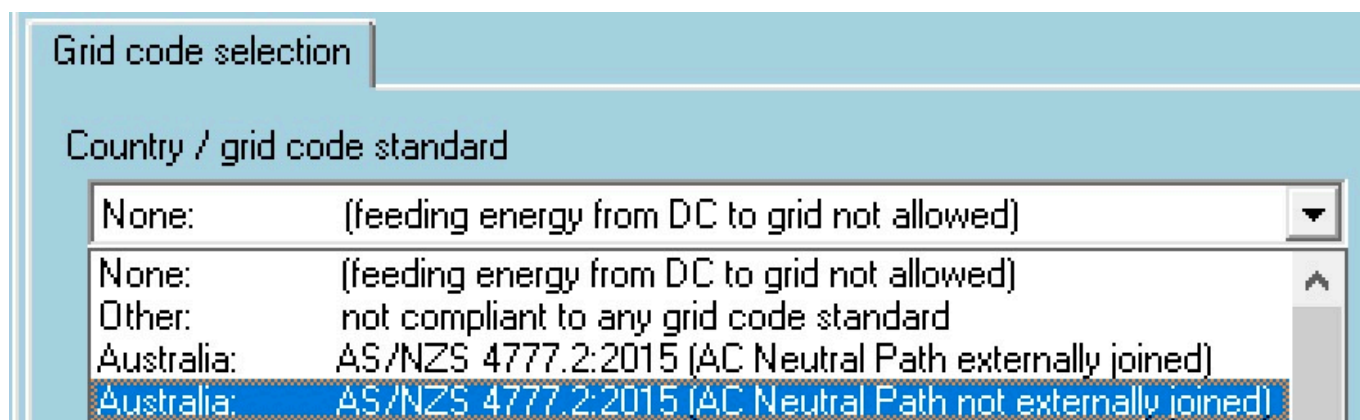 Grid code selection
Country / grid code standard
None: (feeding energy from DC to grid not allowed)
None: (feeding energy from DC to grid not allowed)
Other: not compliant to any grid code standard
Australia: AS/NZS 4777.2:2015 (AC Neutral Path externally joined)
Australia: AS/NZS 4777.2:2015 (AC Neutral Path not externally joined)